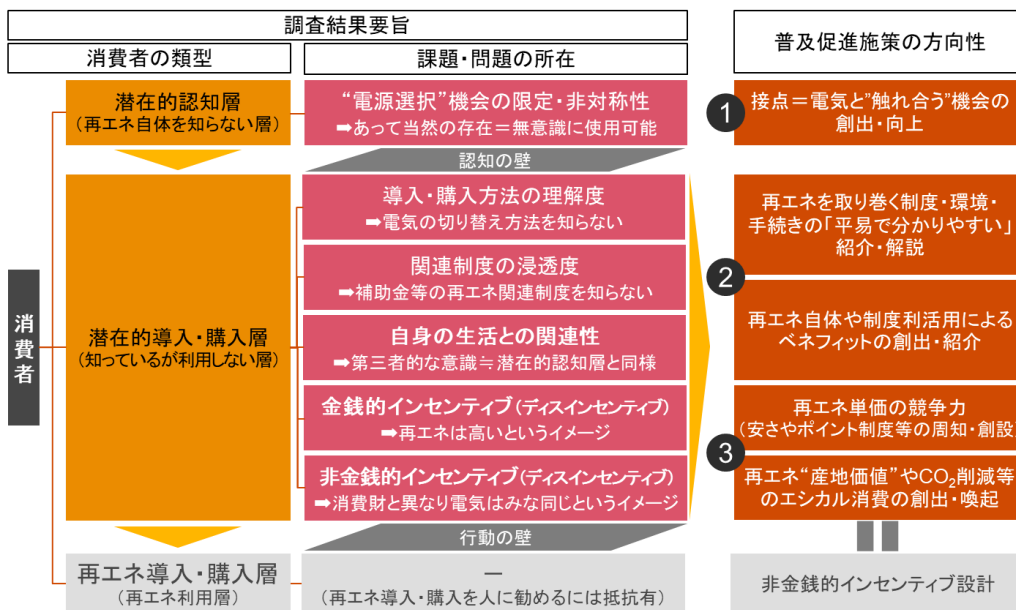 調査結果要旨
消費者の類型
課題・問題の所在
普及促進施策の方向性
消費者
潜在的認知層
(再エネ自体を知らない層)
“電源選択”機会の限定・非対称性
➡あって当然の存在=無意識に使用可能
認知の壁
潜在的導入・購入層
(知っているが利用しない層)
導入・購入方法の理解度
➡電気の切り替え方法を知らない
関連制度の浸透度
➡補助金等の再エネ関連制度を知らない
自身の生活との関連性
➡第三者的な意識≒潜在的認知層と同様
金銭的インセンティブ(ディスインセンティブ)
➡再エネは高いというイメージ
非金銭的インセンティブ(ディスインセンティブ)
➡消費財と異なり電気はみな同じというイメージ
行動の壁
再エネ導入・購入層
(再エネ利用層)
—
(再エネ導入・購入を人に勧めるには抵抗有)
1
接点=電気と”触れ合う”機会の
創出・向上
2
再エネを取り巻く制度・環境・
手続きの「平易で分かりやすい」
紹介・解説
再エネ自体や制度利活用による
ベネフィットの創出・紹介
3
再エネ単価の競争力
(安さやポイント制度等の周知・創設)
再エネ“産地価値”やCO₂削減等
のエシカル消費の創出・喚起
非金銭的インセンティブ設計